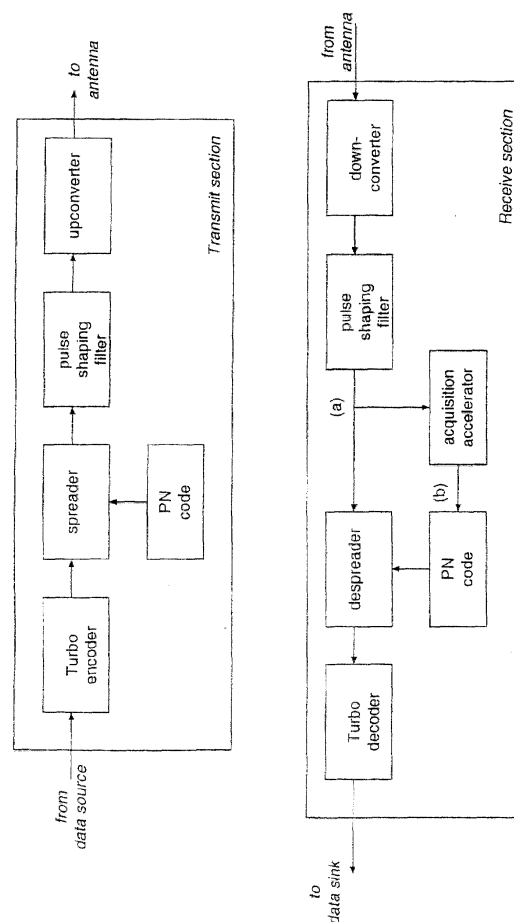 from
data source
Turbo
encoder
spreader
PN
code
pulse
shaping
filter
upconverter
to
antenna
Transmit section
from
antenna
down-
converter
pulse
shaping
filter
(a)
acquisition
accelerator
(b)
despreader
PN
code
Turbo
decoder
to
data sink
Receive section